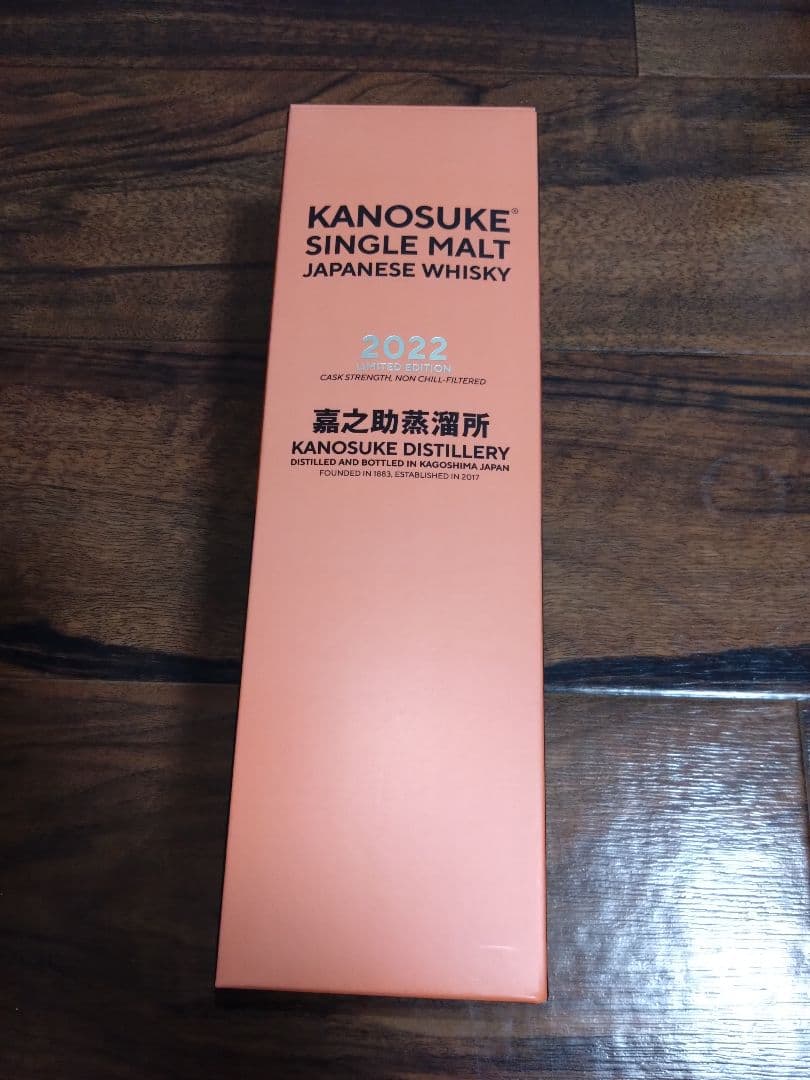 KANOSUKE®
SINGLE MALT
JAPANESE WHISKY
2022
LIMITED EDITION
CASK STRENGTH, NON CHILL-FILTERED
嘉之助蒸溜所
KANOSUKE DISTILLERY
DISTILLED AND BOTTLED IN KAGOSHIMA JAPAN
FOUNDED IN 1883, ESTABLISHED IN 2017